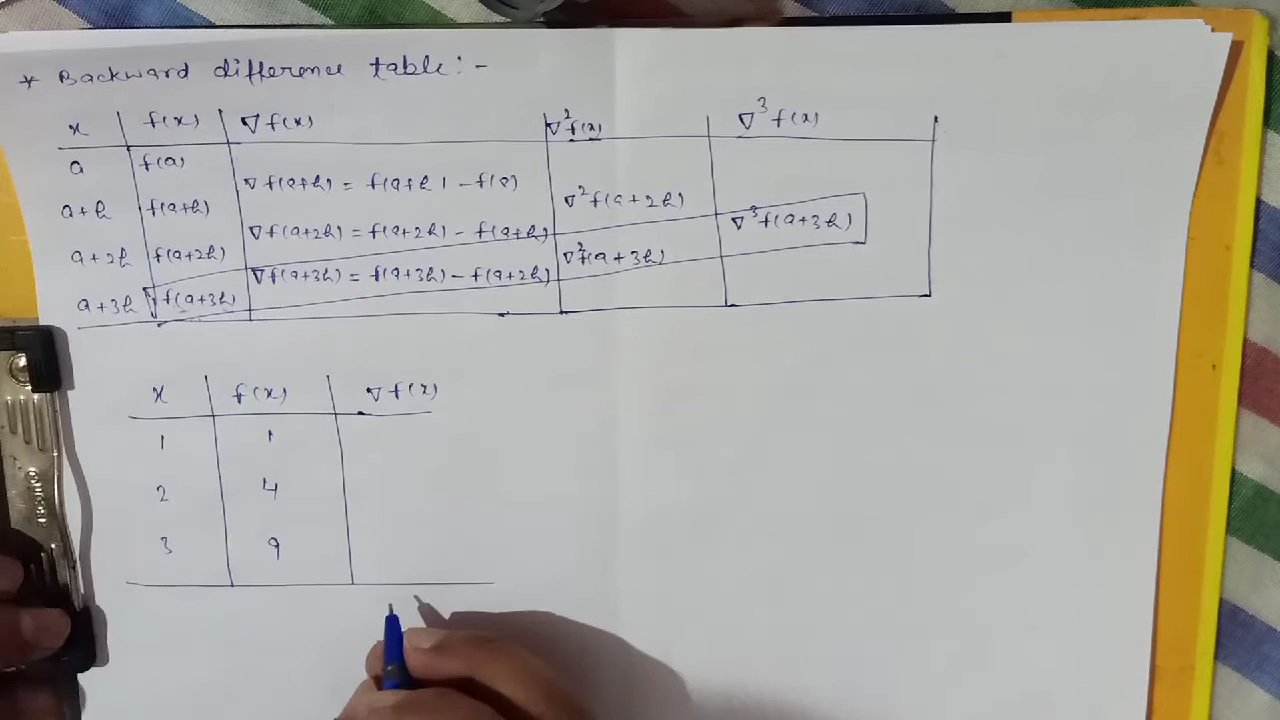 * Backward difference table:-
x | f(x) | ∇f(x) | ∇²f(x) | ∇³f(x)
a | f(a)
∇f(a+h) = f(a+h) - f(a)
a+h | f(a+h) | ∇²f(a+2h)
∇f(a+2h) = f(a+2h) - f(a+h) | ∇³f(a+3h)
a+2h | f(a+2h) | ∇²f(a+3h)
∇f(a+3h) = f(a+3h) - f(a+2h)
a+3h | ∇f(a+3h)
x | f(x) | ∇f(x)
1 | 1
2 | 4
3 | 9